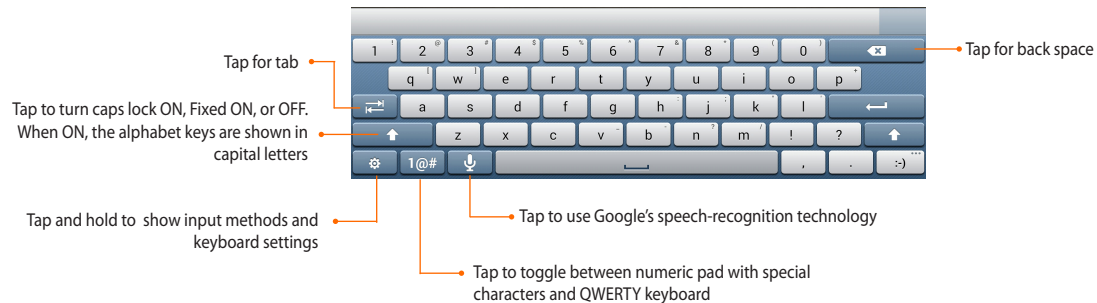 1 ! 2 @ 3 # 4 $ 5 % 6 ^ 7 & 8 * 9 ( 0 )
Tap for back space
Tap for tab
q [ w ] e r t y u i o p +
a s d f g h : j ; k " l
Tap to turn caps lock ON, Fixed ON, or OFF.
When ON, the alphabet keys are shown in
capital letters
z x c v - b n ? m / ! ?
1@# , . :-) ...
Tap and hold to show input methods and
keyboard settings
Tap to use Google's speech-recognition technology
Tap to toggle between numeric pad with special
characters and QWERTY keyboard